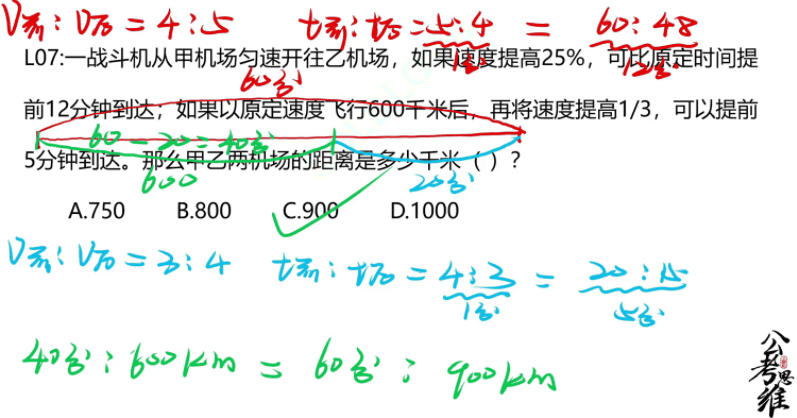 V前:V后=4:5 t前:t后=5:4 = 60:48
1份 12分
L07:一战斗机从甲机场匀速开往乙机场，如果速度提高25%，可比原定时间提
60分
前12分钟到达；如果以原定速度飞行600千米后，再将速度提高1/3，可以提前
60-20=40分
5分钟到达。那么甲乙两机场的距离是多少千米（ ）？
600 20分
A.750 B.800 C.900 D.1000
V前:V后=3:4 t前:t后=4:3 = 20:15
1份 5分
40分:600km = 60分:900km
公考思维